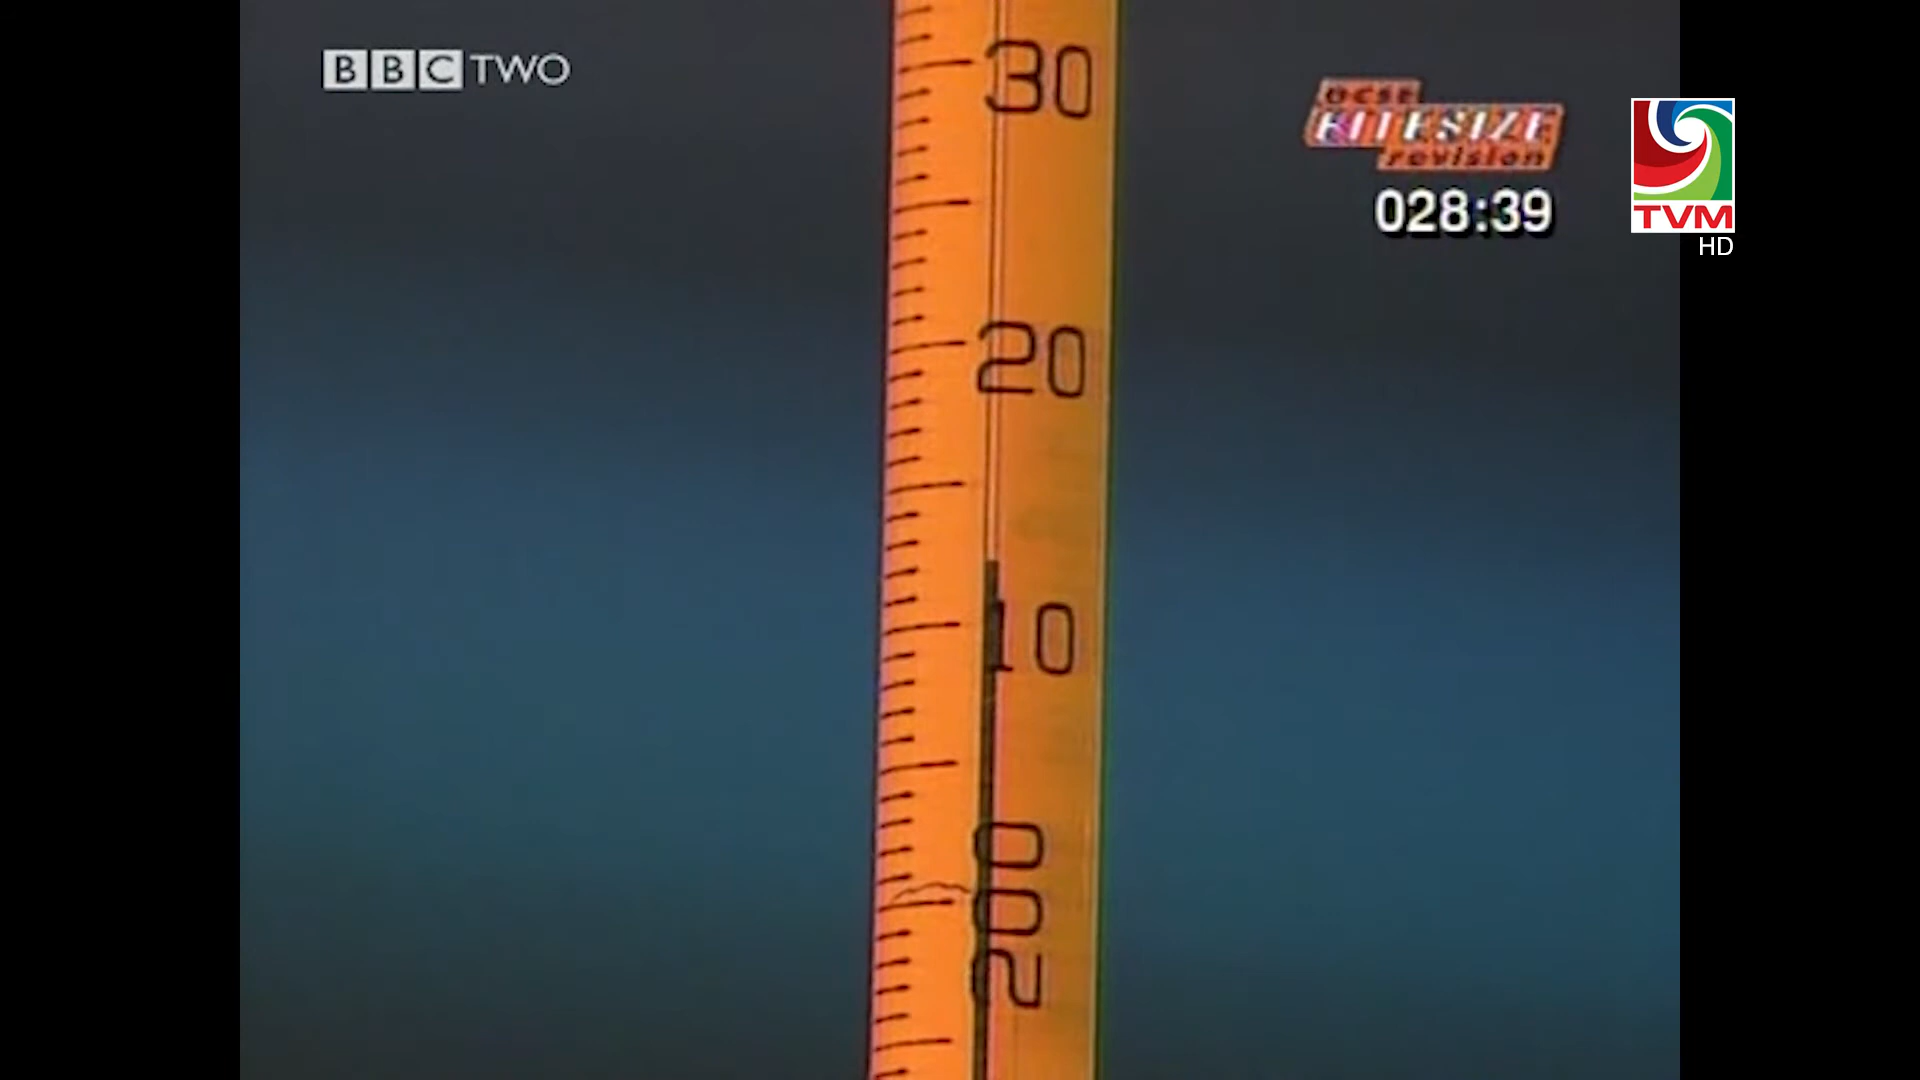 BBC TWO
GCSE
BITESIZE
revision
028:39
TVM
HD
30
20
10
0